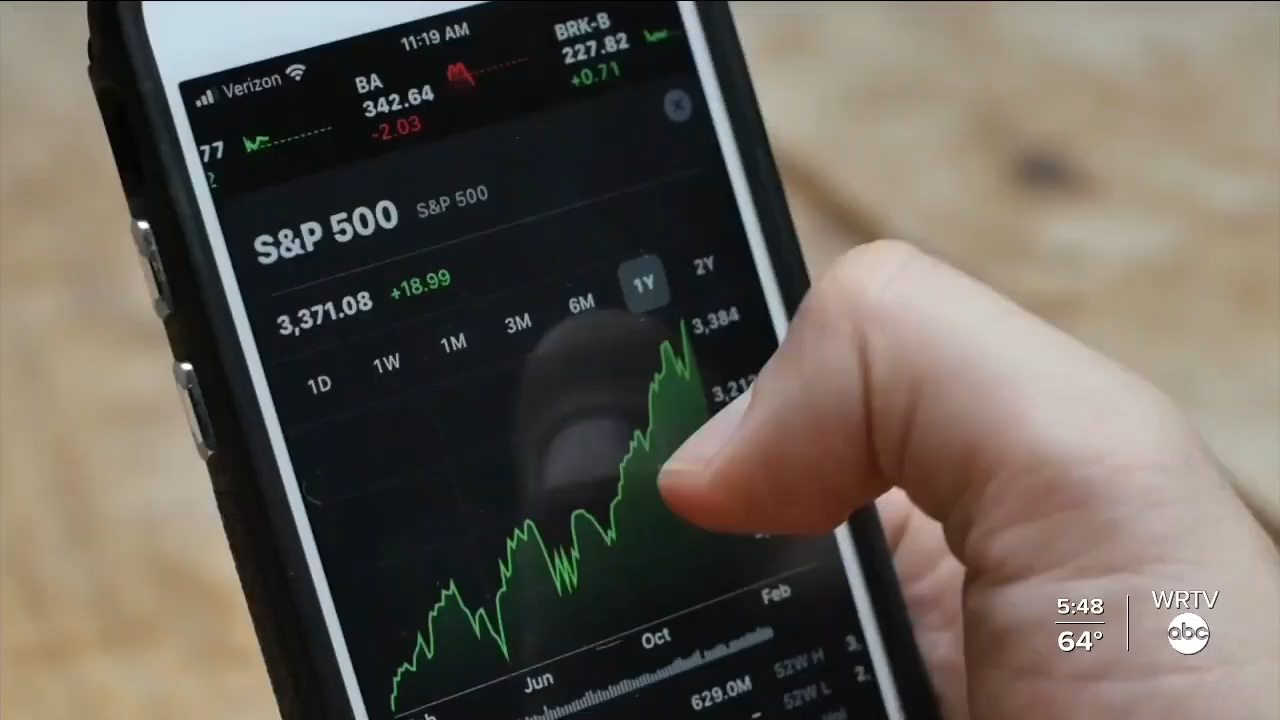 11:19 AM
Verizon
BA
342.64
-2.03
BRK-B
227.82
+0.71
77
2
S&P 500 S&P 500
3,371.08 +18.99
1D 1W 1M 3M 6M 1Y 2Y
3,384
Jun Oct Feb
629.0M
52W H
52W L
3,
2,
5:48
64°
WRTV
abc